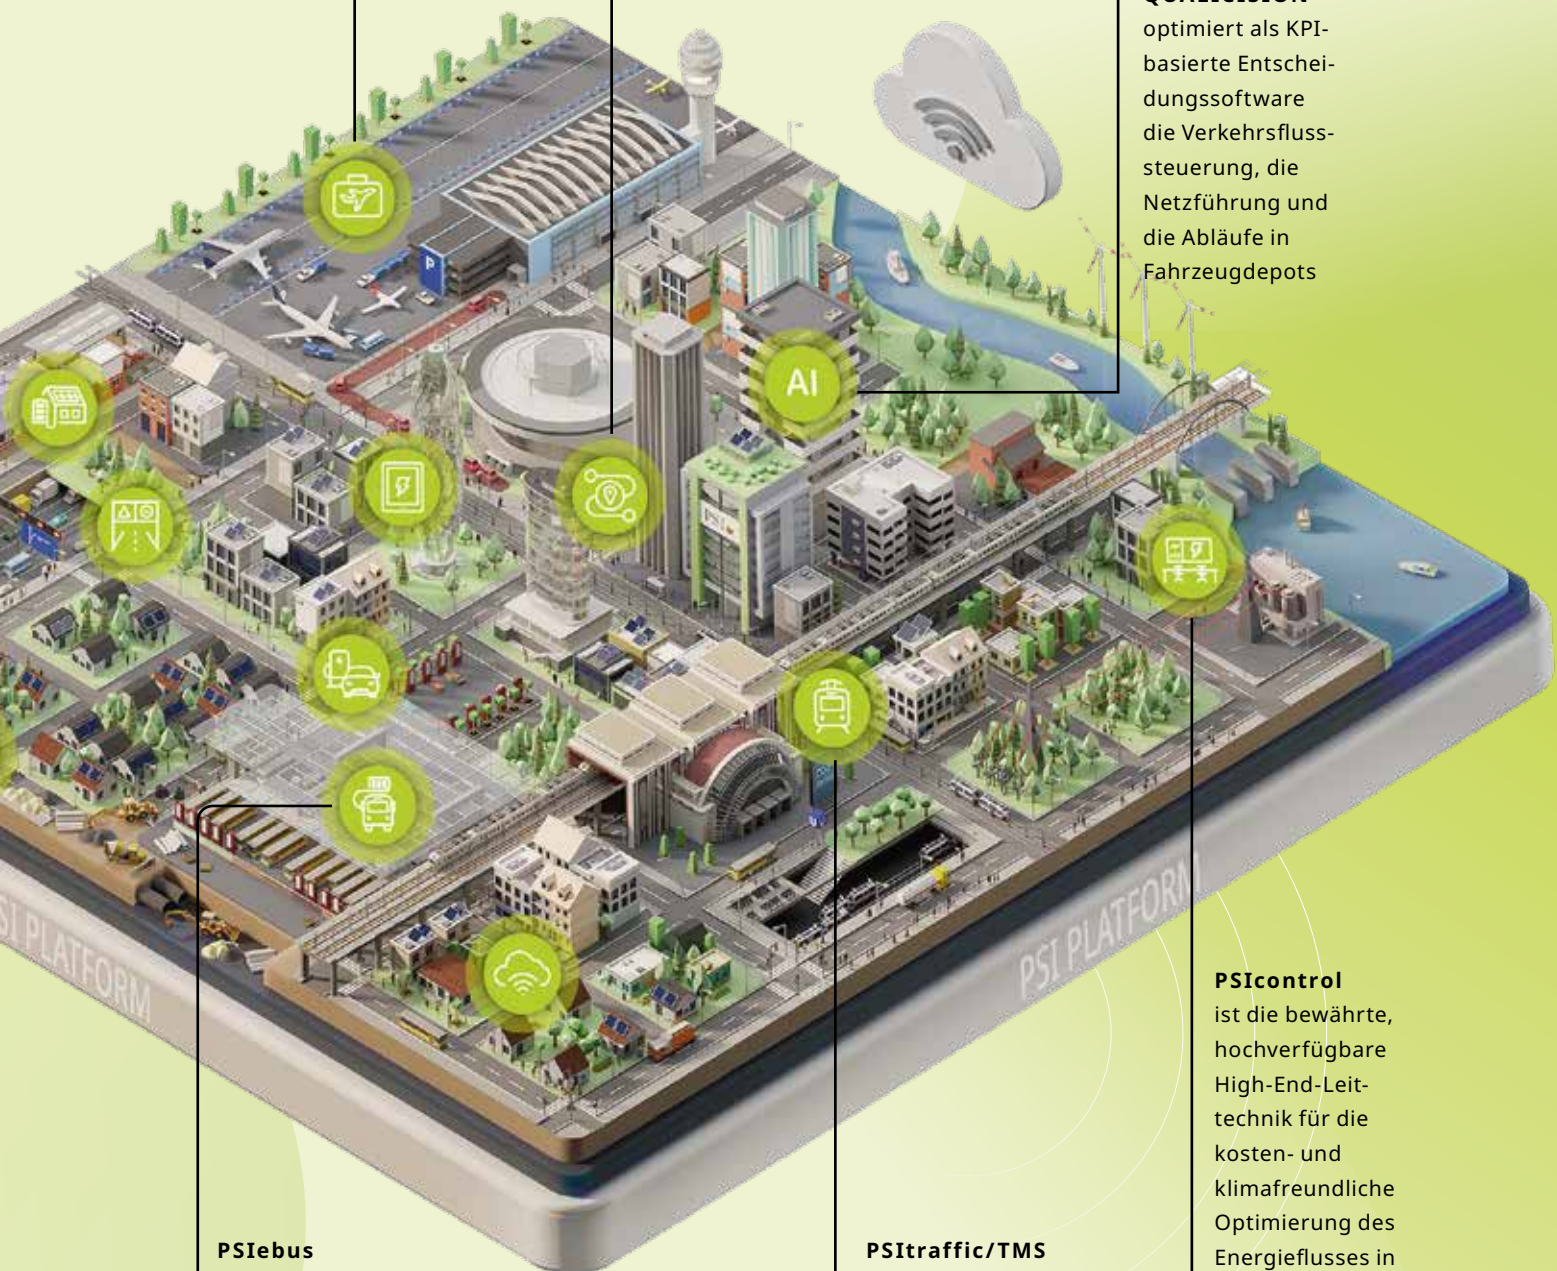 optimiert als KPI-
basierte Entschei-
dungssoftware
die Verkehrsfluss-
steuerung, die
Netzführung und
die Abläufe in
Fahrzeugdepots
P
AI
PSI PLATFORM
PSI PLATFORM
PSIcontrol
ist die bewährte,
hochverfügbare
High-End-Leit-
technik für die
kosten- und
klimafreundliche
Optimierung des
Energieflusses in
PSIebus
PSItraffic/TMS